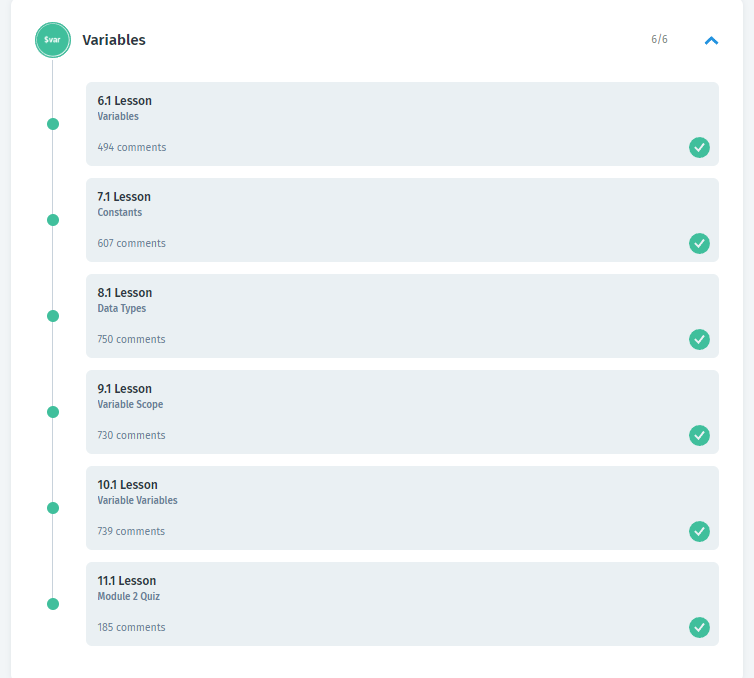 $var
Variables
6/6
6.1 Lesson
Variables
494 comments
7.1 Lesson
Constants
607 comments
8.1 Lesson
Data Types
750 comments
9.1 Lesson
Variable Scope
730 comments
10.1 Lesson
Variable Variables
739 comments
11.1 Lesson
Module 2 Quiz
185 comments